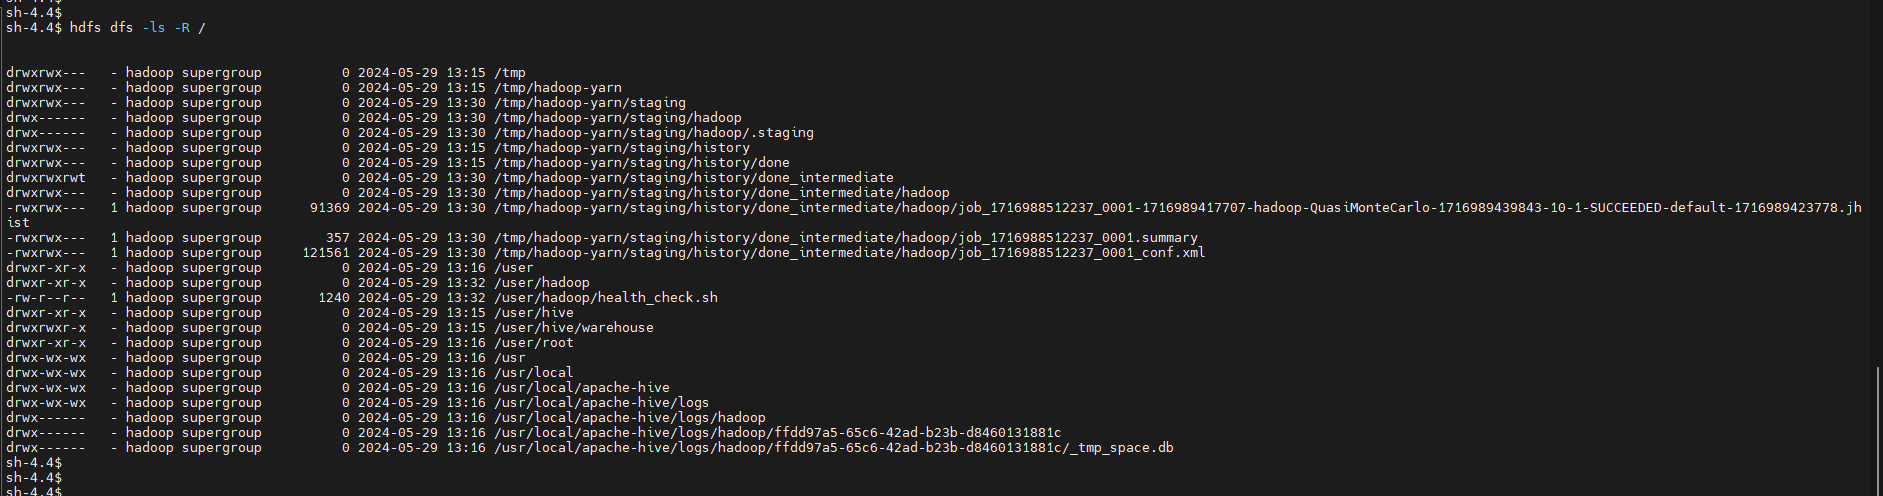 sh-4.4$
sh-4.4$
sh-4.4$ hdfs dfs -ls -R /
drwxrwx---   - hadoop supergroup          0 2024-05-29 13:15 /tmp
drwxrwx---   - hadoop supergroup          0 2024-05-29 13:15 /tmp/hadoop-yarn
drwxrwx---   - hadoop supergroup          0 2024-05-29 13:30 /tmp/hadoop-yarn/staging
drwx------   - hadoop supergroup          0 2024-05-29 13:30 /tmp/hadoop-yarn/staging/hadoop
drwx------   - hadoop supergroup          0 2024-05-29 13:30 /tmp/hadoop-yarn/staging/hadoop/.staging
drwxrwx---   - hadoop supergroup          0 2024-05-29 13:15 /tmp/hadoop-yarn/staging/history
drwxrwx---   - hadoop supergroup          0 2024-05-29 13:15 /tmp/hadoop-yarn/staging/history/done
drwxrwxrwt   - hadoop supergroup          0 2024-05-29 13:30 /tmp/hadoop-yarn/staging/history/done_intermediate
drwxrwx---   - hadoop supergroup          0 2024-05-29 13:30 /tmp/hadoop-yarn/staging/history/done_intermediate/hadoop
-rwxrwx---   1 hadoop supergroup      91369 2024-05-29 13:30 /tmp/hadoop-yarn/staging/history/done_intermediate/hadoop/job_1716988512237_0001-1716989417707-hadoop-QuasiMonteCarlo-1716989439843-10-1-SUCCEEDED-default-1716989423778.jh
ist
-rwxrwx---   1 hadoop supergroup        357 2024-05-29 13:30 /tmp/hadoop-yarn/staging/history/done_intermediate/hadoop/job_1716988512237_0001.summary
-rwxrwx---   1 hadoop supergroup     121561 2024-05-29 13:30 /tmp/hadoop-yarn/staging/history/done_intermediate/hadoop/job_1716988512237_0001_conf.xml
drwxr-xr-x   - hadoop supergroup          0 2024-05-29 13:16 /user
drwxr-xr-x   - hadoop supergroup          0 2024-05-29 13:32 /user/hadoop
-rw-r--r--   1 hadoop supergroup       1240 2024-05-29 13:32 /user/hadoop/health_check.sh
drwxr-xr-x   - hadoop supergroup          0 2024-05-29 13:15 /user/hive
drwxrwxr-x   - hadoop supergroup          0 2024-05-29 13:15 /user/hive/warehouse
drwxr-xr-x   - hadoop supergroup          0 2024-05-29 13:16 /user/root
drwx-wx-wx   - hadoop supergroup          0 2024-05-29 13:16 /usr
drwx-wx-wx   - hadoop supergroup          0 2024-05-29 13:16 /usr/local
drwx-wx-wx   - hadoop supergroup          0 2024-05-29 13:16 /usr/local/apache-hive
drwx-wx-wx   - hadoop supergroup          0 2024-05-29 13:16 /usr/local/apache-hive/logs
drwx------   - hadoop supergroup          0 2024-05-29 13:16 /usr/local/apache-hive/logs/hadoop
drwx------   - hadoop supergroup          0 2024-05-29 13:16 /usr/local/apache-hive/logs/hadoop/ffdd97a5-65c6-42ad-b23b-d8460131881c
drwx------   - hadoop supergroup          0 2024-05-29 13:16 /usr/local/apache-hive/logs/hadoop/ffdd97a5-65c6-42ad-b23b-d8460131881c/_tmp_space.db
sh-4.4$
sh-4.4$
sh-4.4$